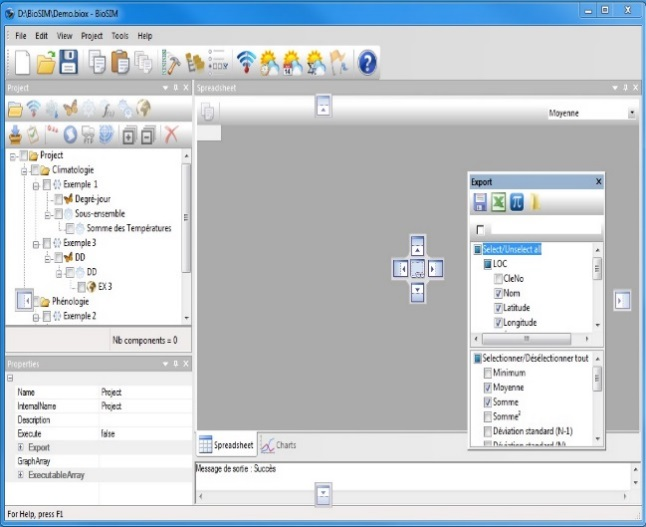 D:\BioSIM\Demo.biox - BioSIM
File Edit View Project Tools Help
Project
Spreadsheet
Moyenne
Project
Climatologie
Exemple 1
Degré-jour
Sous-ensemble
Somme des Températures
Exemple 3
DD
DD
EX 3
Phénologie
Exemple 2
Nb components = 0
Export
Select/Unselect all
LOC
CleNo
Nom
Latitude
Longitude
Selectionner/Désélectionner tout
Minimum
Moyenne
Somme
Somme²
Déviation standard (N-1)
Déviation standard (N)
Properties
Name Project
InternalName Project
Description
Execute false
Export
GraphArray
ExecutableArray
Spreadsheet Charts
Message de sortie : Succès
For Help, press F1